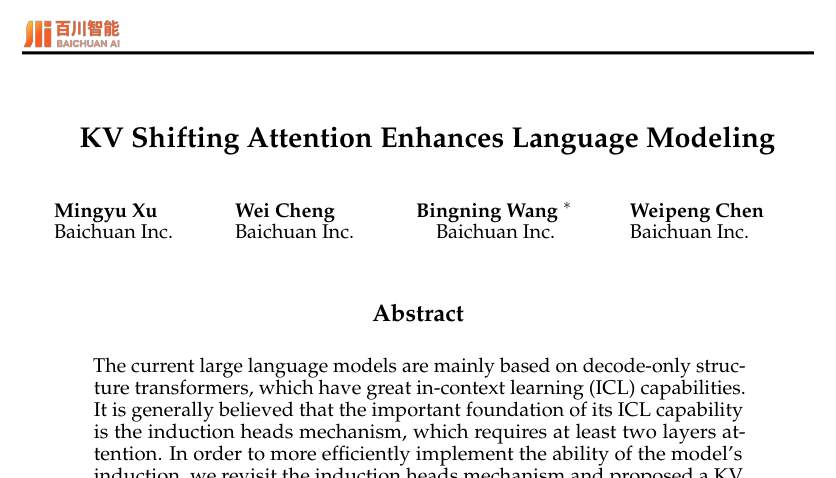 百川智能
BAICHUAN AI
KV Shifting Attention Enhances Language Modeling
Mingyu Xu Wei Cheng Bingning Wang * Weipeng Chen
Baichuan Inc. Baichuan Inc. Baichuan Inc. Baichuan Inc.
Abstract
The current large language models are mainly based on decode-only struc-
ture transformers, which have great in-context learning (ICL) capabilities.
It is generally believed that the important foundation of its ICL capability
is the induction heads mechanism, which requires at least two layers at-
tention. In order to more efficiently implement the ability of the model's
induction, we revisit the induction heads mechanism and proposed a KV